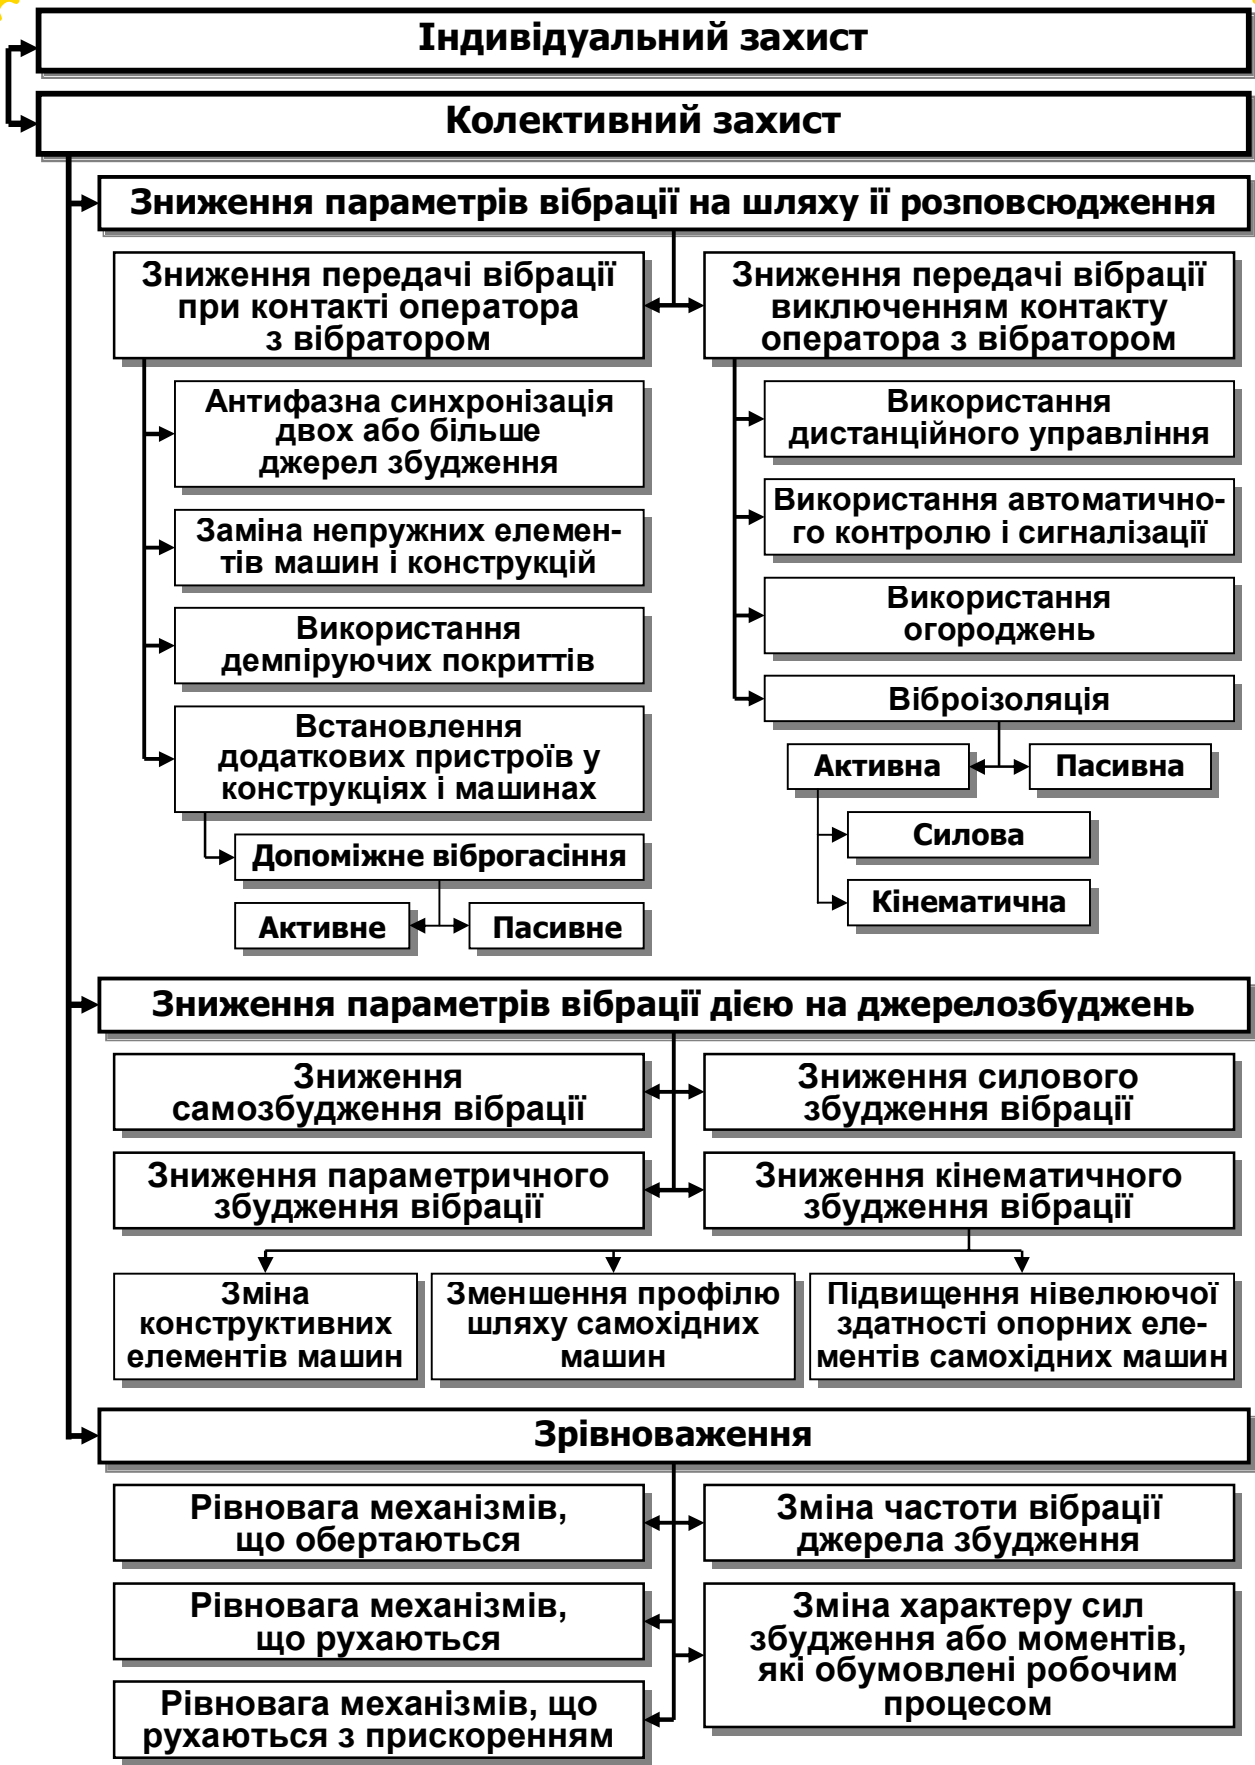 Індивідуальний захист
Колективний захист
Зниження параметрів вібрації на шляху її розповсюдження
Зниження передачі вібрації
при контакті оператора
з вібратором
Зниження передачі вібрації
виключенням контакту
оператора з вібратором
Антифазна синхронізація
двох або більше
джерел збудження
Заміна непружних елемен-
тів машин і конструкцій
Використання
демпіруючих покриттів
Встановлення
додаткових пристроїв у
конструкціях і машинах
Допоміжне віброгасіння
Активне
Пасивне
Використання
дистанційного управління
Використання автоматично-
го контролю і сигналізації
Використання
огороджень
Віброізоляція
Активна
Пасивна
Силова
Кінематична
Зниження параметрів вібрації дією на джерелозбуджень
Зниження
самозбудження вібрації
Зниження силового
збудження вібрації
Зниження параметричного
збудження вібрації
Зниження кінематичного
збудження вібрації
Зміна
конструктивних
елементів машин
Зменшення профілю
шляху самохідних
машин
Підвищення нівелюючої
здатності опорних еле-
ментів самохідних машин
Зрівноваження
Рівновага механізмів,
що обертаються
Зміна частоти вібрації
джерела збудження
Рівновага механізмів,
що рухаються
Зміна характеру сил
збудження або моментів,
які обумовлені робочим
процесом
Рівновага механізмів, що
рухаються з прискоренням